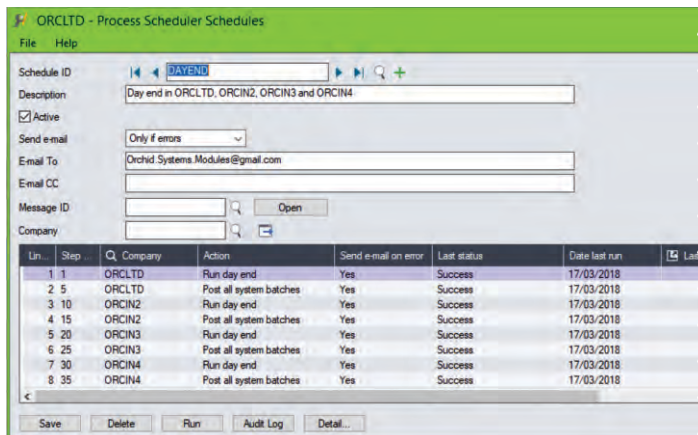 ORCLTD - Process Scheduler Schedules
File Help
Schedule ID DAYEND
Description Day end in ORCLTD, ORCIN2, ORCIN3 and ORCIN4
Active
Send e-mail Only if errors
E-mail To Orchid.Systems.Modules@gmail.com
E-mail CC
Message ID Open
Company
Lin... Step ... Company Action Send e-mail on error Last status Date last run Las
1 1 ORCLTD Run day end Yes Success 17/03/2018
2 5 ORCLTD Post all system batches Yes Success 17/03/2018
3 10 ORCIN2 Run day end Yes Success 17/03/2018
4 15 ORCIN2 Post all system batches Yes Success 17/03/2018
5 20 ORCIN3 Run day end Yes Success 17/03/2018
6 25 ORCIN3 Post all system batches Yes Success 17/03/2018
7 30 ORCIN4 Run day end Yes Success 17/03/2018
8 35 ORCIN4 Post all system batches Yes Success 17/03/2018
Save Delete Run Audit Log Detail...